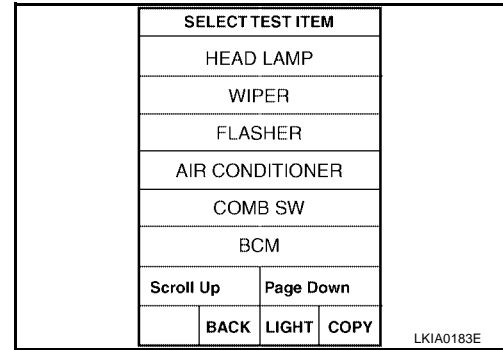 SELECT TEST ITEM
HEAD LAMP
WIPER
FLASHER
AIR CONDITIONER
COMB SW
BCM
Scroll Up Page Down
BACK LIGHT COPY
LKIA0183E